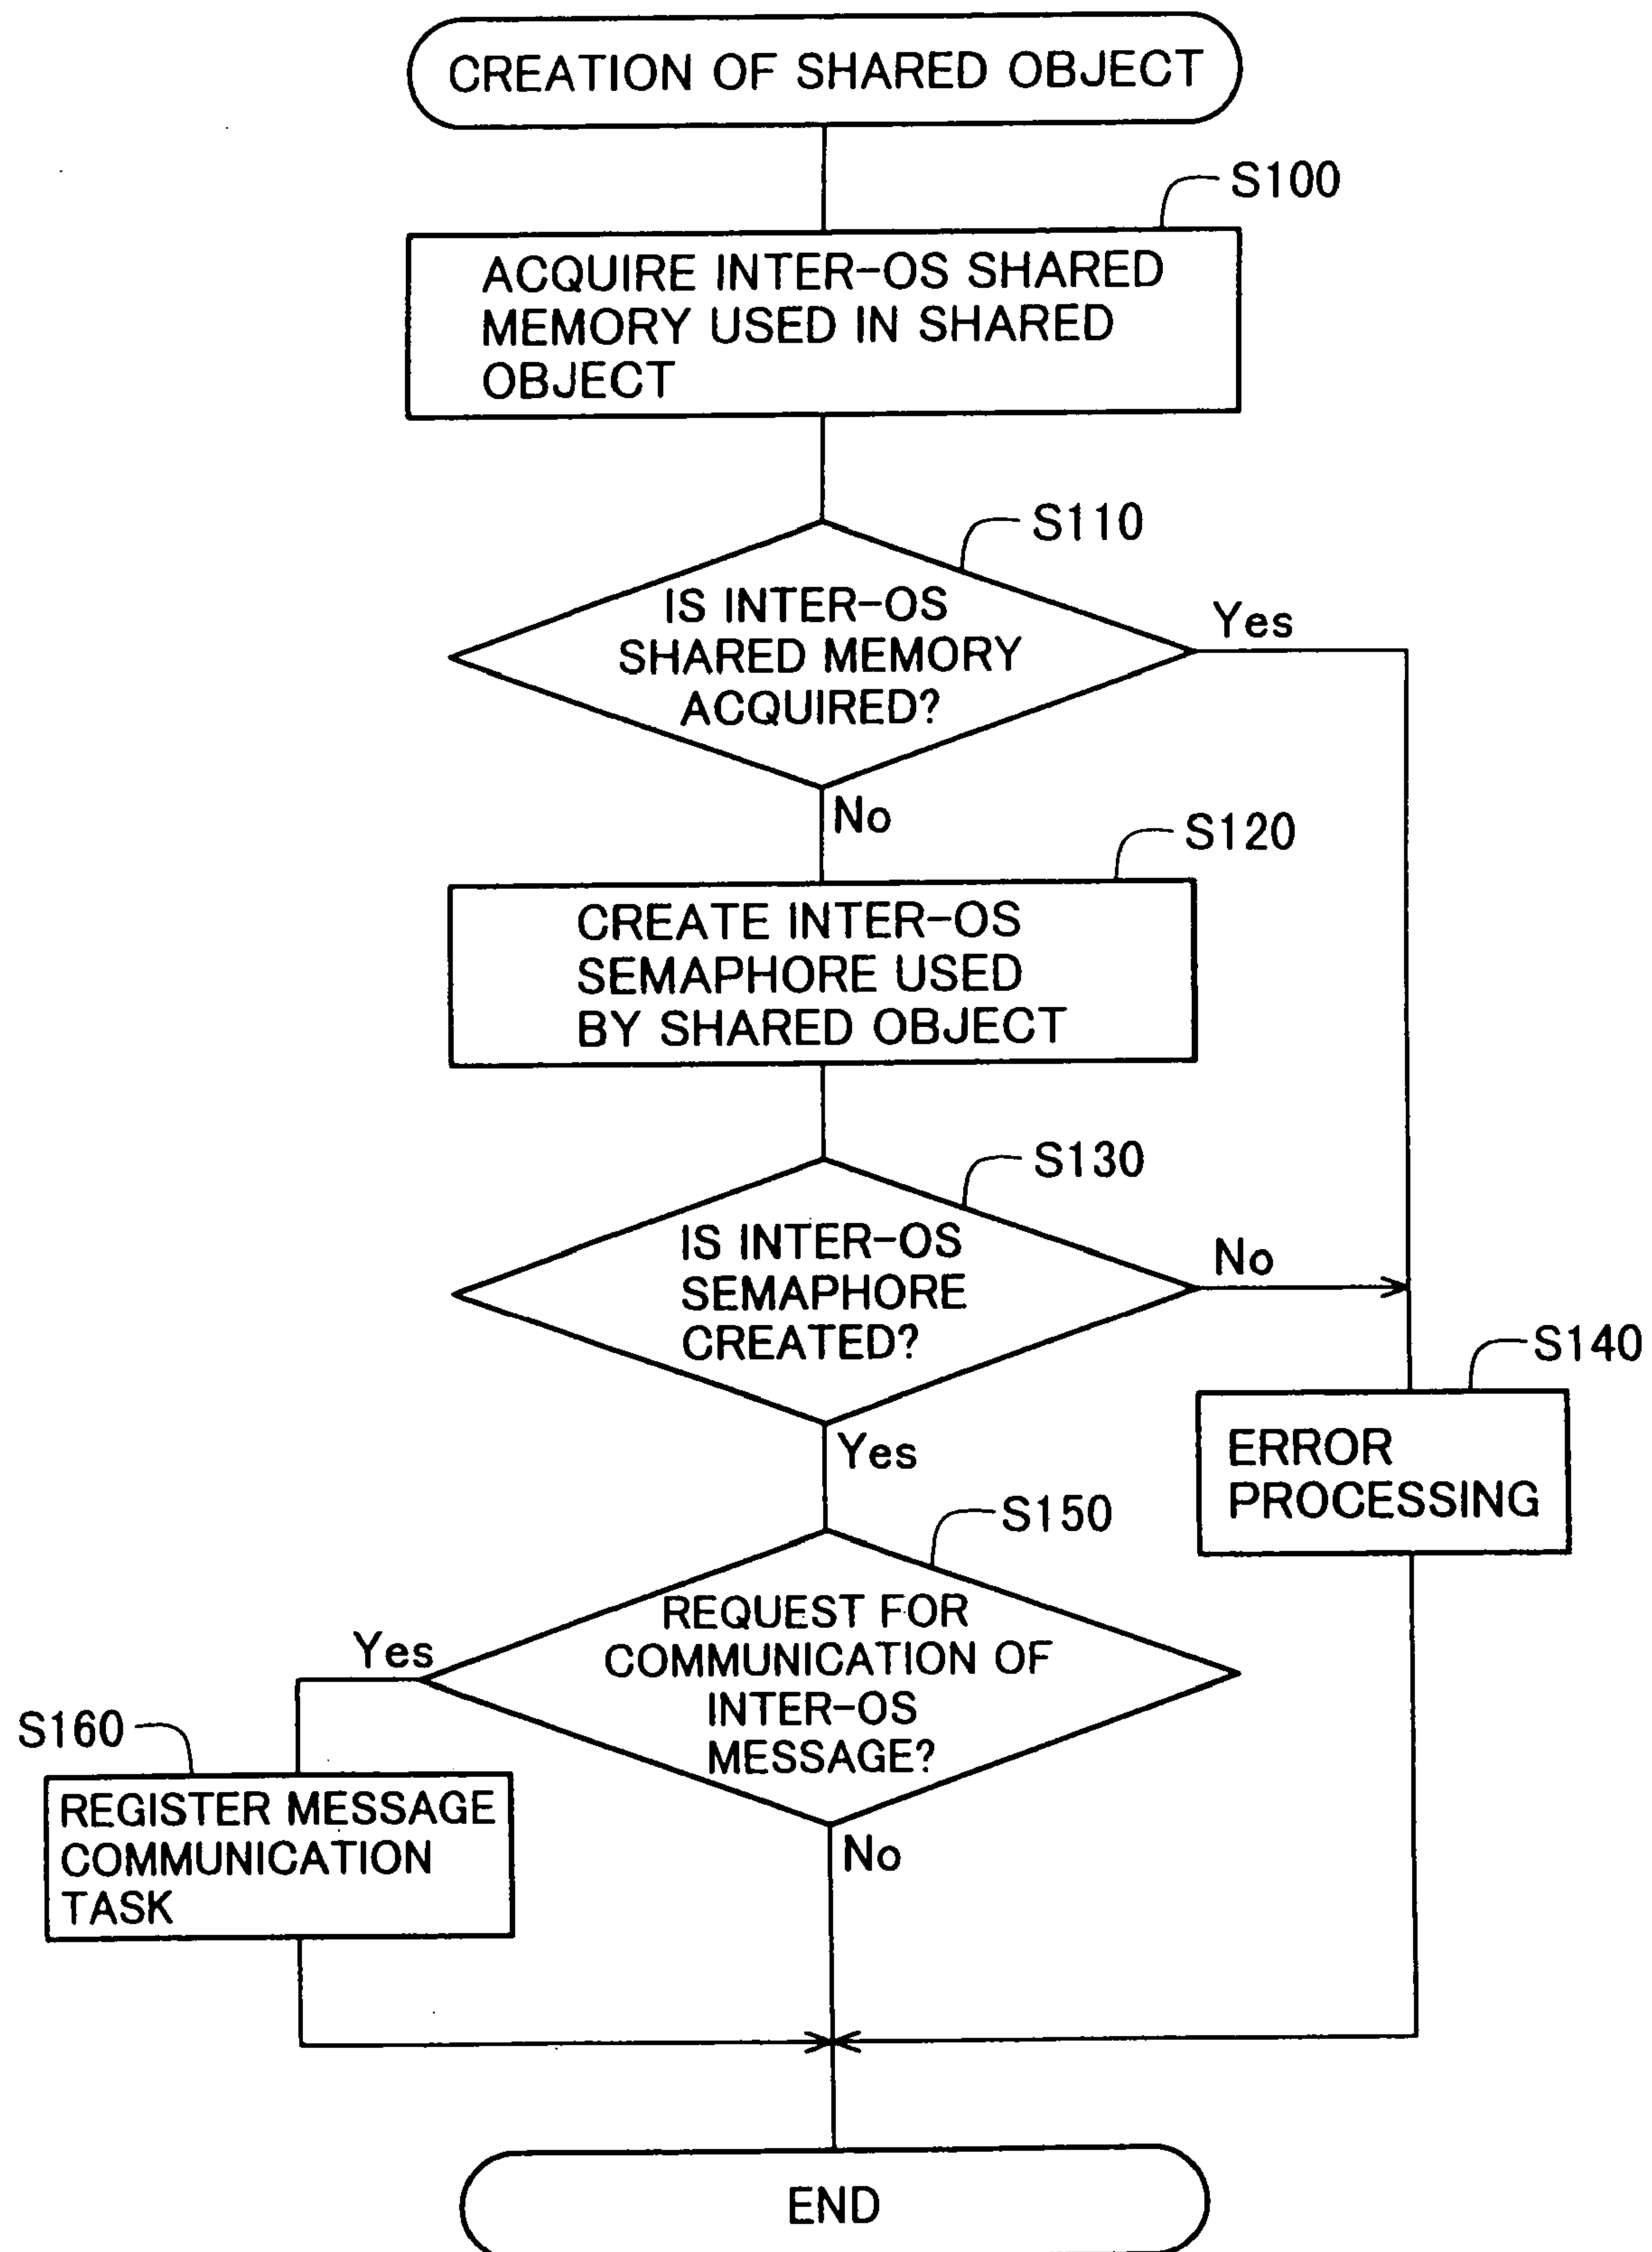 CREATION OF SHARED OBJECT
S100
ACQUIRE INTER-OS SHARED
MEMORY USED IN SHARED
OBJECT
S110
IS INTER-OS
SHARED MEMORY
ACQUIRED?
Yes
No
S120
CREATE INTER-OS
SEMAPHORE USED
BY SHARED OBJECT
S130
IS INTER-OS
SEMAPHORE
CREATED?
No
Yes
S140
ERROR
PROCESSING
S150
REQUEST FOR
COMMUNICATION OF
INTER-OS
MESSAGE?
Yes
No
S160
REGISTER MESSAGE
COMMUNICATION
TASK
END